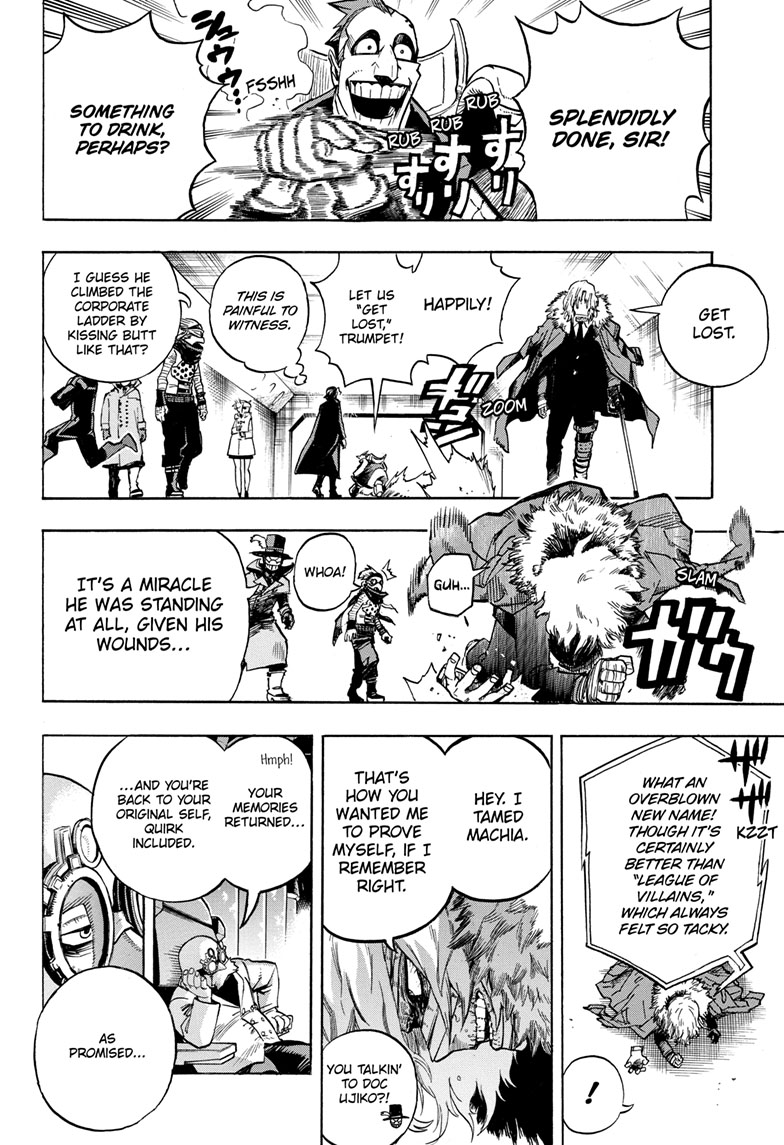 SPLENDIDLY
DONE, SIR!
RUB
RUB
RUB
すり
すり
すり
シュウゥ…
FSSHH
SOMETHING
TO DRINK,
PERHAPS?
GET
LOST.
ZOOM
ギュン
HAPPILY!
LET US
"GET
LOST,"
TRUMPET!
THIS IS
PAINFUL TO
WITNESS.
I GUESS HE
CLIMBED THE
CORPORATE
LADDER BY
KISSING BUTT
LIKE THAT?
SLAM
ガク
GUH...
WHOA!
IT'S A MIRACLE
HE WAS STANDING
AT ALL, GIVEN HIS
WOUNDS...
KZZT
WHAT AN
OVERBLOWN
NEW NAME!
THOUGH IT'S
CERTAINLY
BETTER THAN
"LEAGUE OF
VILLAINS,"
WHICH ALWAYS
FELT SO TACKY.
!
HEY. I
TAMED
MACHIA.
THAT'S
HOW YOU
WANTED ME
TO PROVE
MYSELF, IF I
REMEMBER
RIGHT.
YOU TALKIN'
TO DOC
UJIKO?!
Hmph!
YOUR
MEMORIES
RETURNED...
...AND YOU'RE
BACK TO YOUR
ORIGINAL SELF,
QUIRK
INCLUDED.
AS
PROMISED...